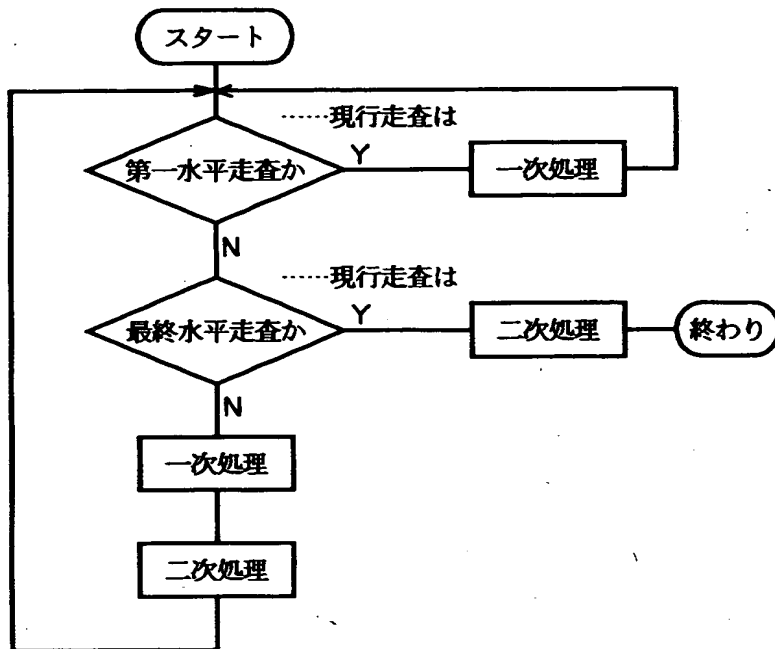 スタート
……現行走査は
第一水平走査か
Y
一次処理
N
……現行走査は
最終水平走査か
Y
二次処理
終わり
N
一次処理
二次処理